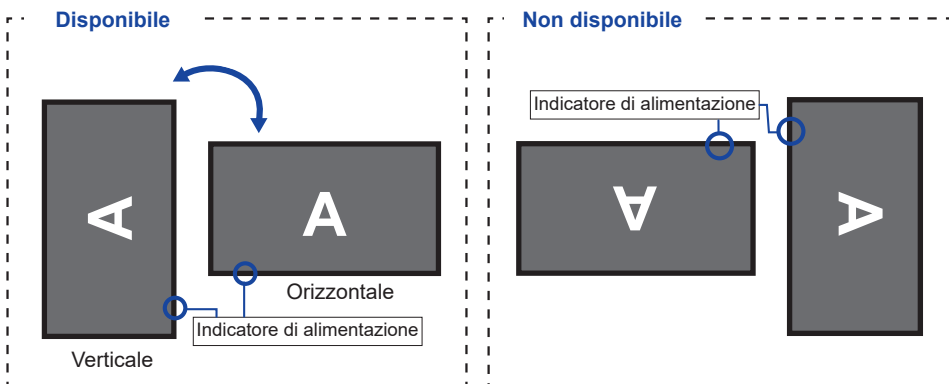 Disponibile
A
A
Orizzontale
Indicatore di alimentazione
Verticale
Non disponibile
Indicatore di alimentazione
A
A